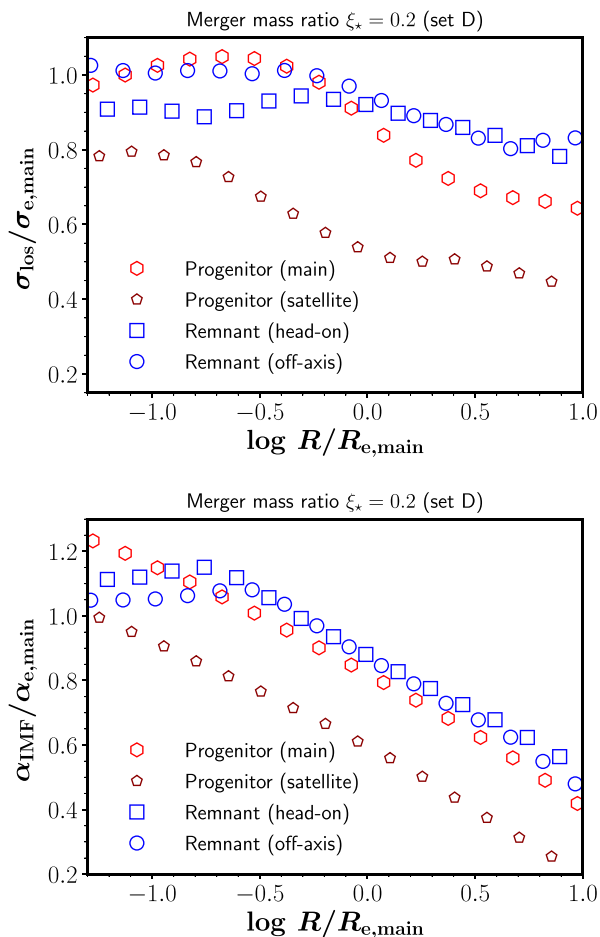 Merger mass ratio ξ⋆ = 0.2 (set D)
1.0
0.8
0.6
0.4
0.2
σlos/σe,main
Progenitor (main)
Progenitor (satellite)
Remnant (head-on)
Remnant (off-axis)
−1.0 −0.5 0.0 0.5 1.0
log R/Re,main
Merger mass ratio ξ⋆ = 0.2 (set D)
1.2
1.0
0.8
0.6
0.4
0.2
αIMF/αe,main
Progenitor (main)
Progenitor (satellite)
Remnant (head-on)
Remnant (off-axis)
−1.0 −0.5 0.0 0.5 1.0
log R/Re,main